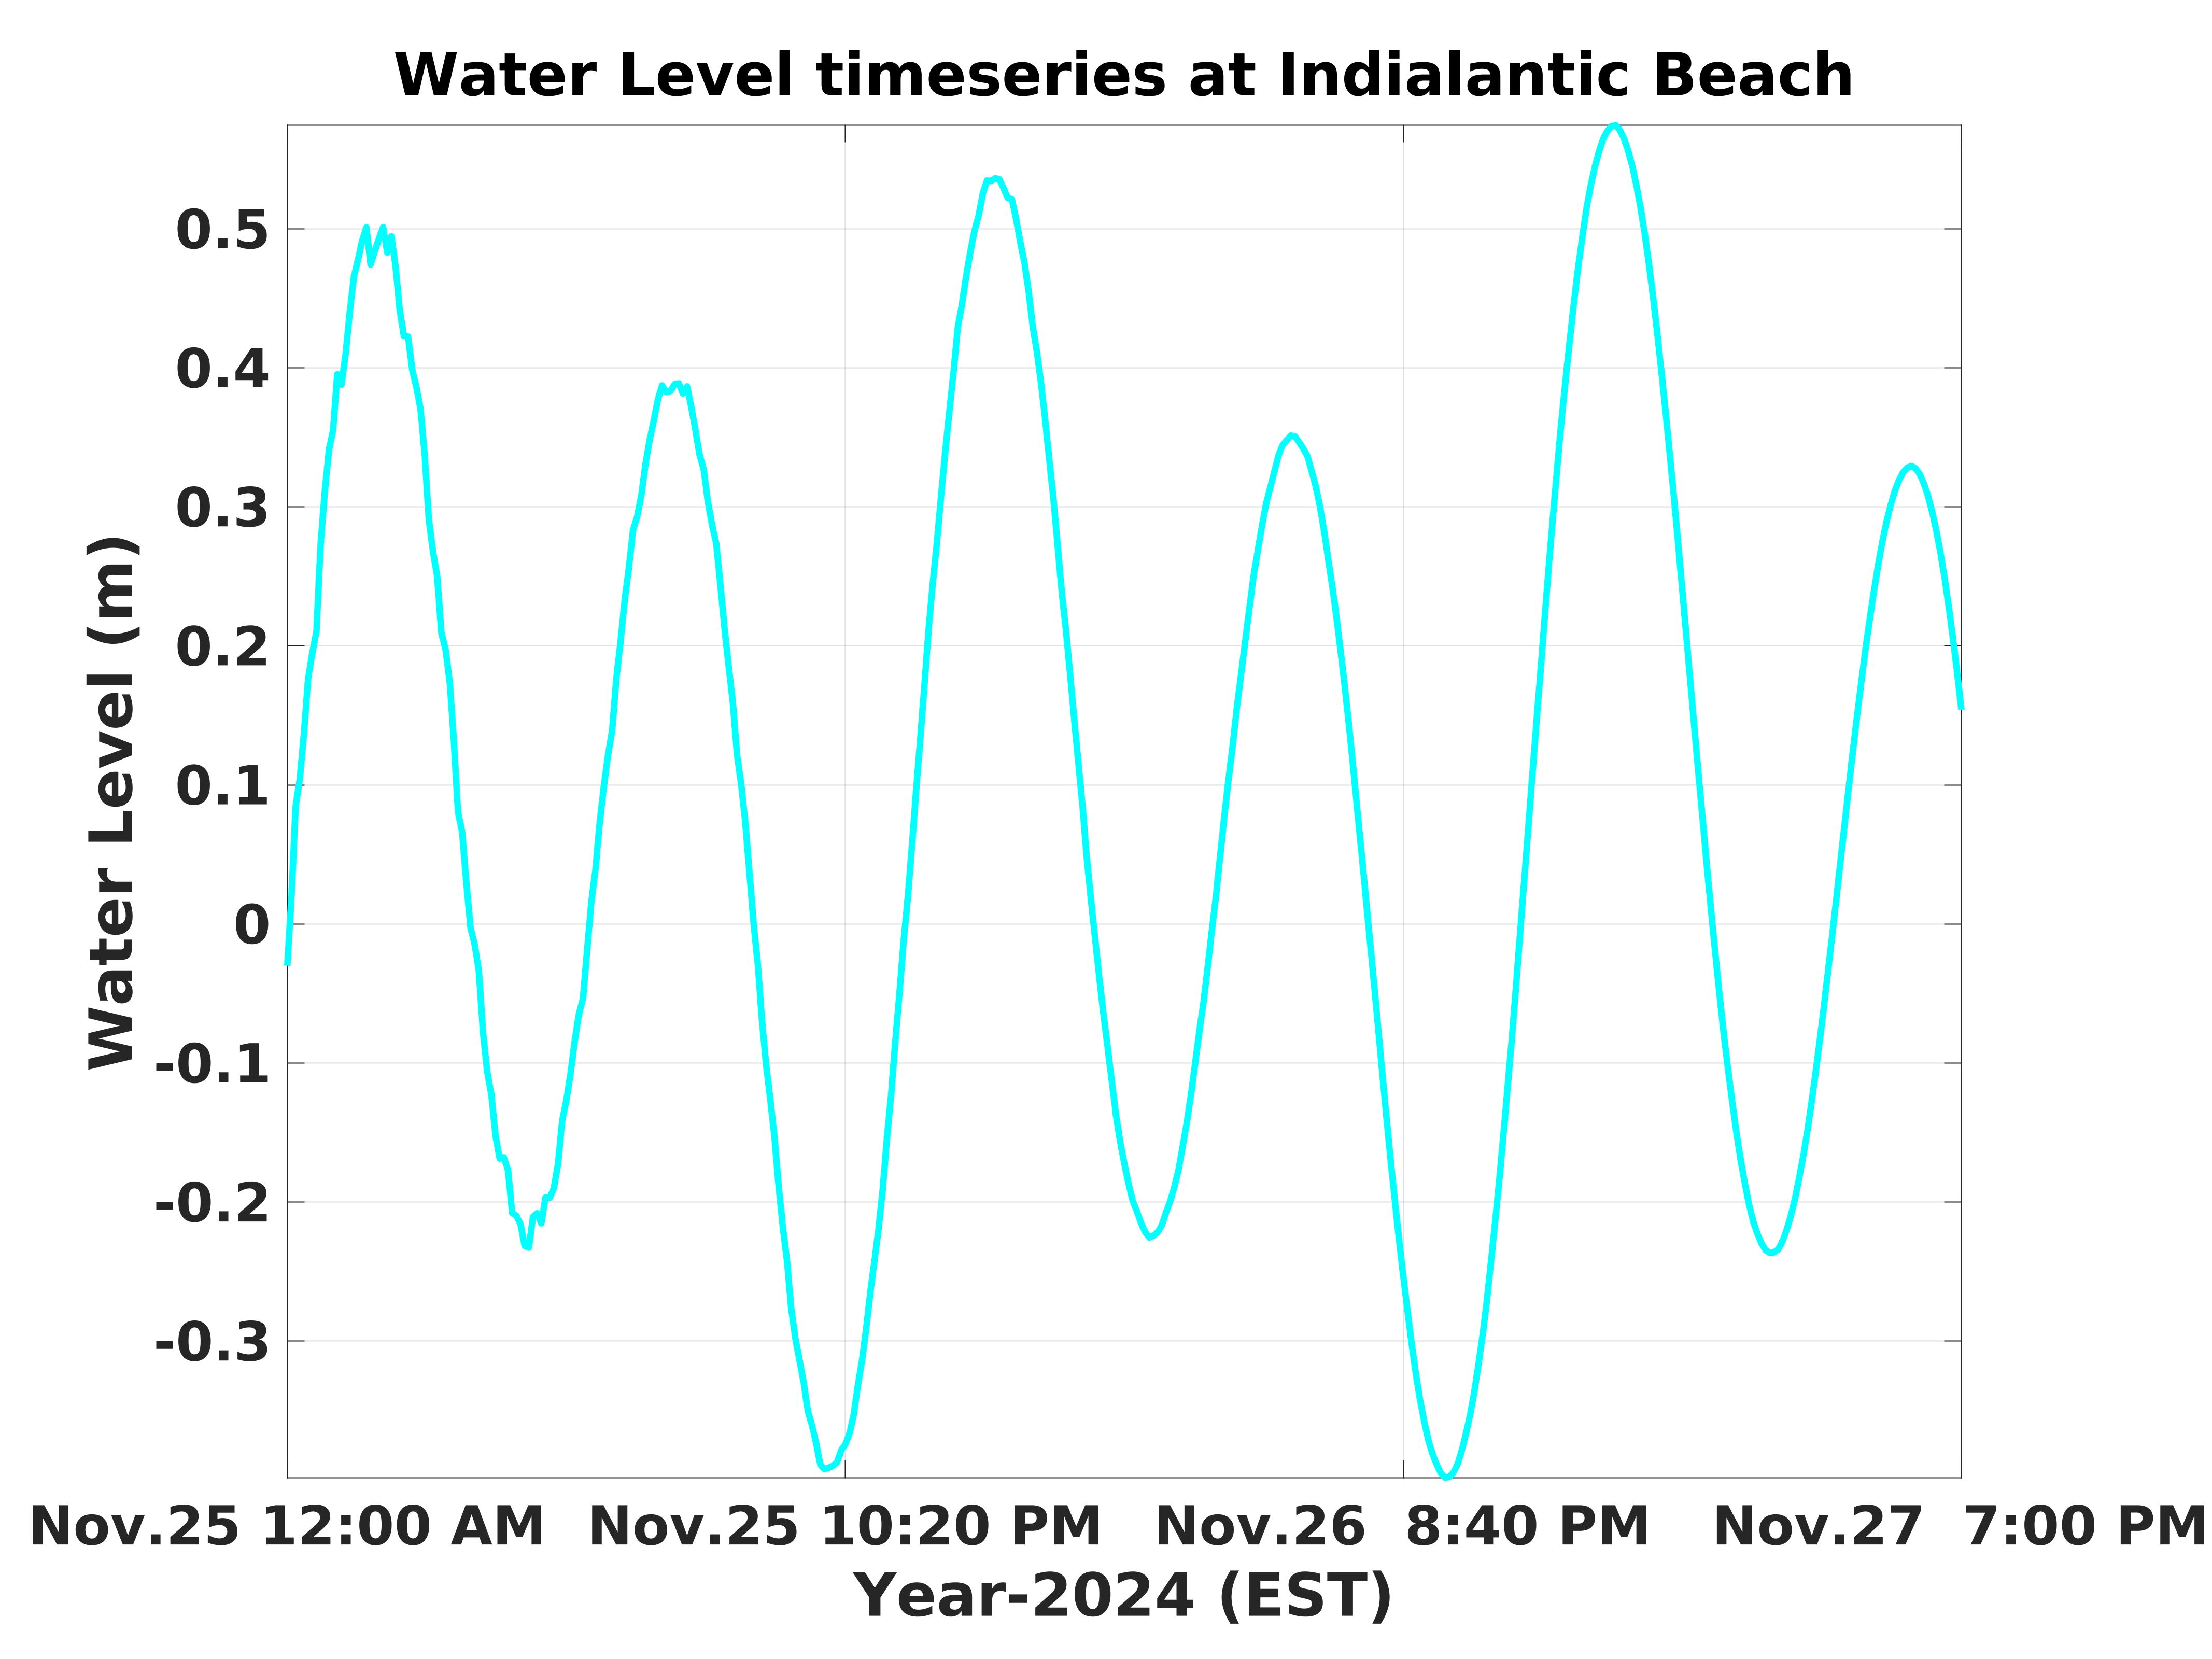 Water Level timeseries at Indialantic Beach
Water Level (m)
0.5
0.4
0.3
0.2
0.1
0
-0.1
-0.2
-0.3
Nov.25 12:00 AM Nov.25 10:20 PM Nov.26 8:40 PM Nov.27 7:00 PM
Year-2024 (EST)